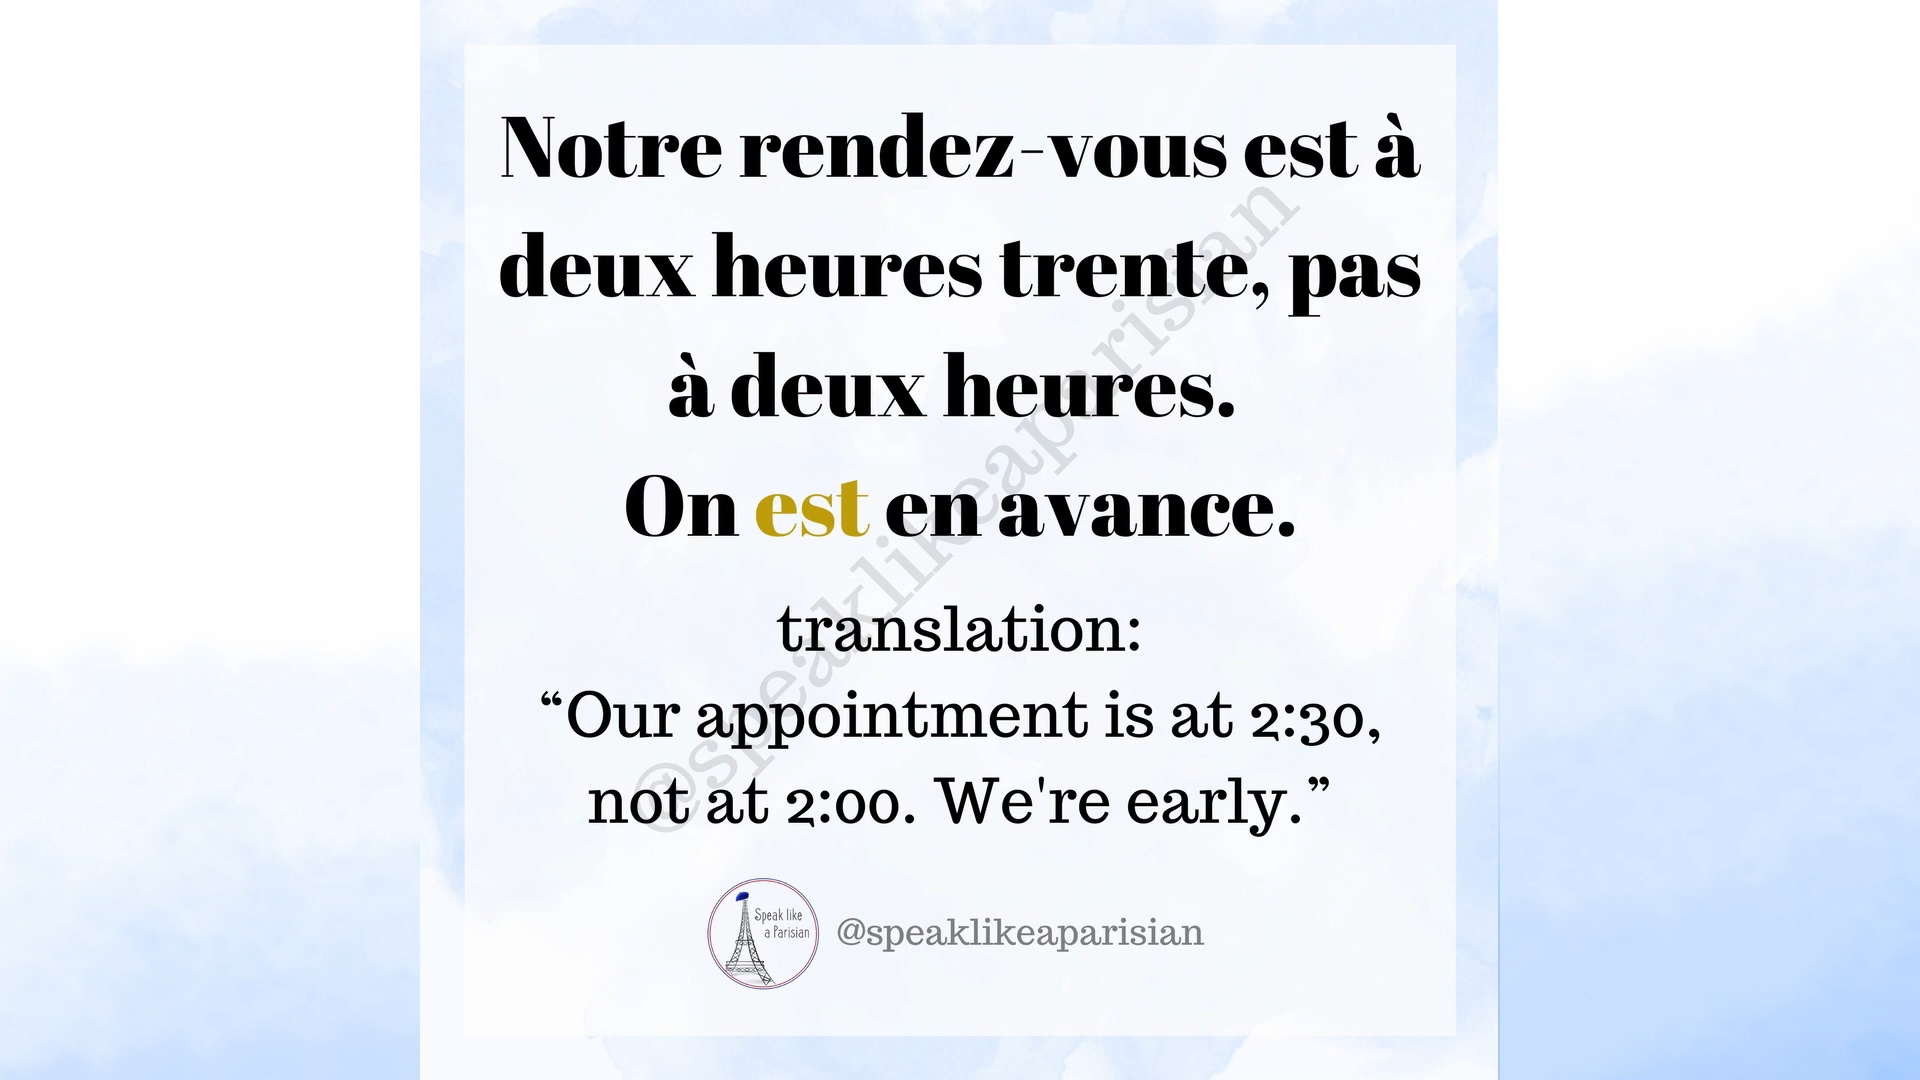 Notre rendez-vous est à
deux heures trente, pas
à deux heures.
On est en avance.
translation:
“Our appointment is at 2:30,
not at 2:00. We're early.”
Speak like
a Parisian
@speaklikeaparisian
@speaklikeaparisian